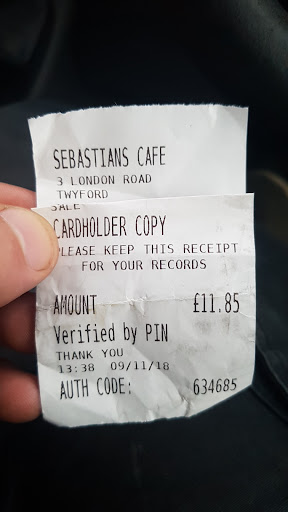 SEBASTIANS CAFE
3 LONDON ROAD
TWYFORD
SALE
CARDHOLDER COPY
PLEASE KEEP THIS RECEIPT
FOR YOUR RECORDS
AMOUNT £11.85
Verified by PIN
THANK YOU
13:38 09/11/18
AUTH CODE: 634685